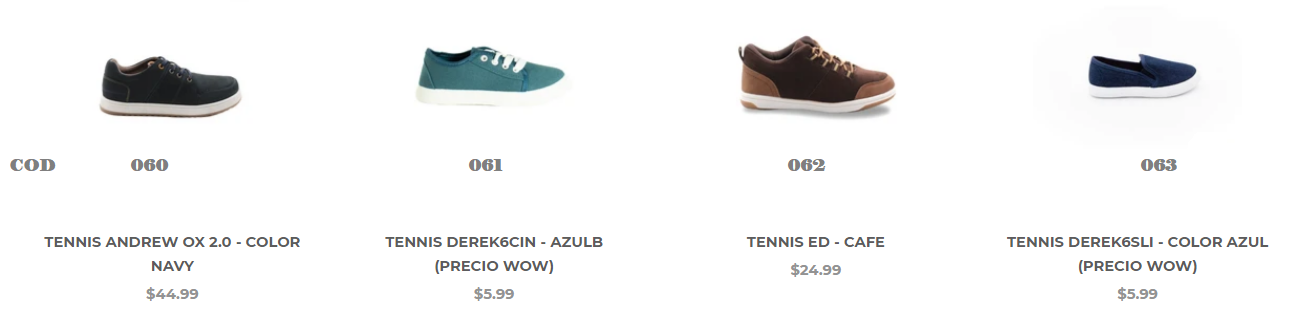 COD 060 061 062 063
TENNIS ANDREW OX 2.0 - COLOR
NAVY
$44.99
TENNIS DEREK6CIN - AZULB
(PRECIO WOW)
$5.99
TENNIS ED - CAFE
$24.99
TENNIS DEREK6SLI - COLOR AZUL
(PRECIO WOW)
$5.99